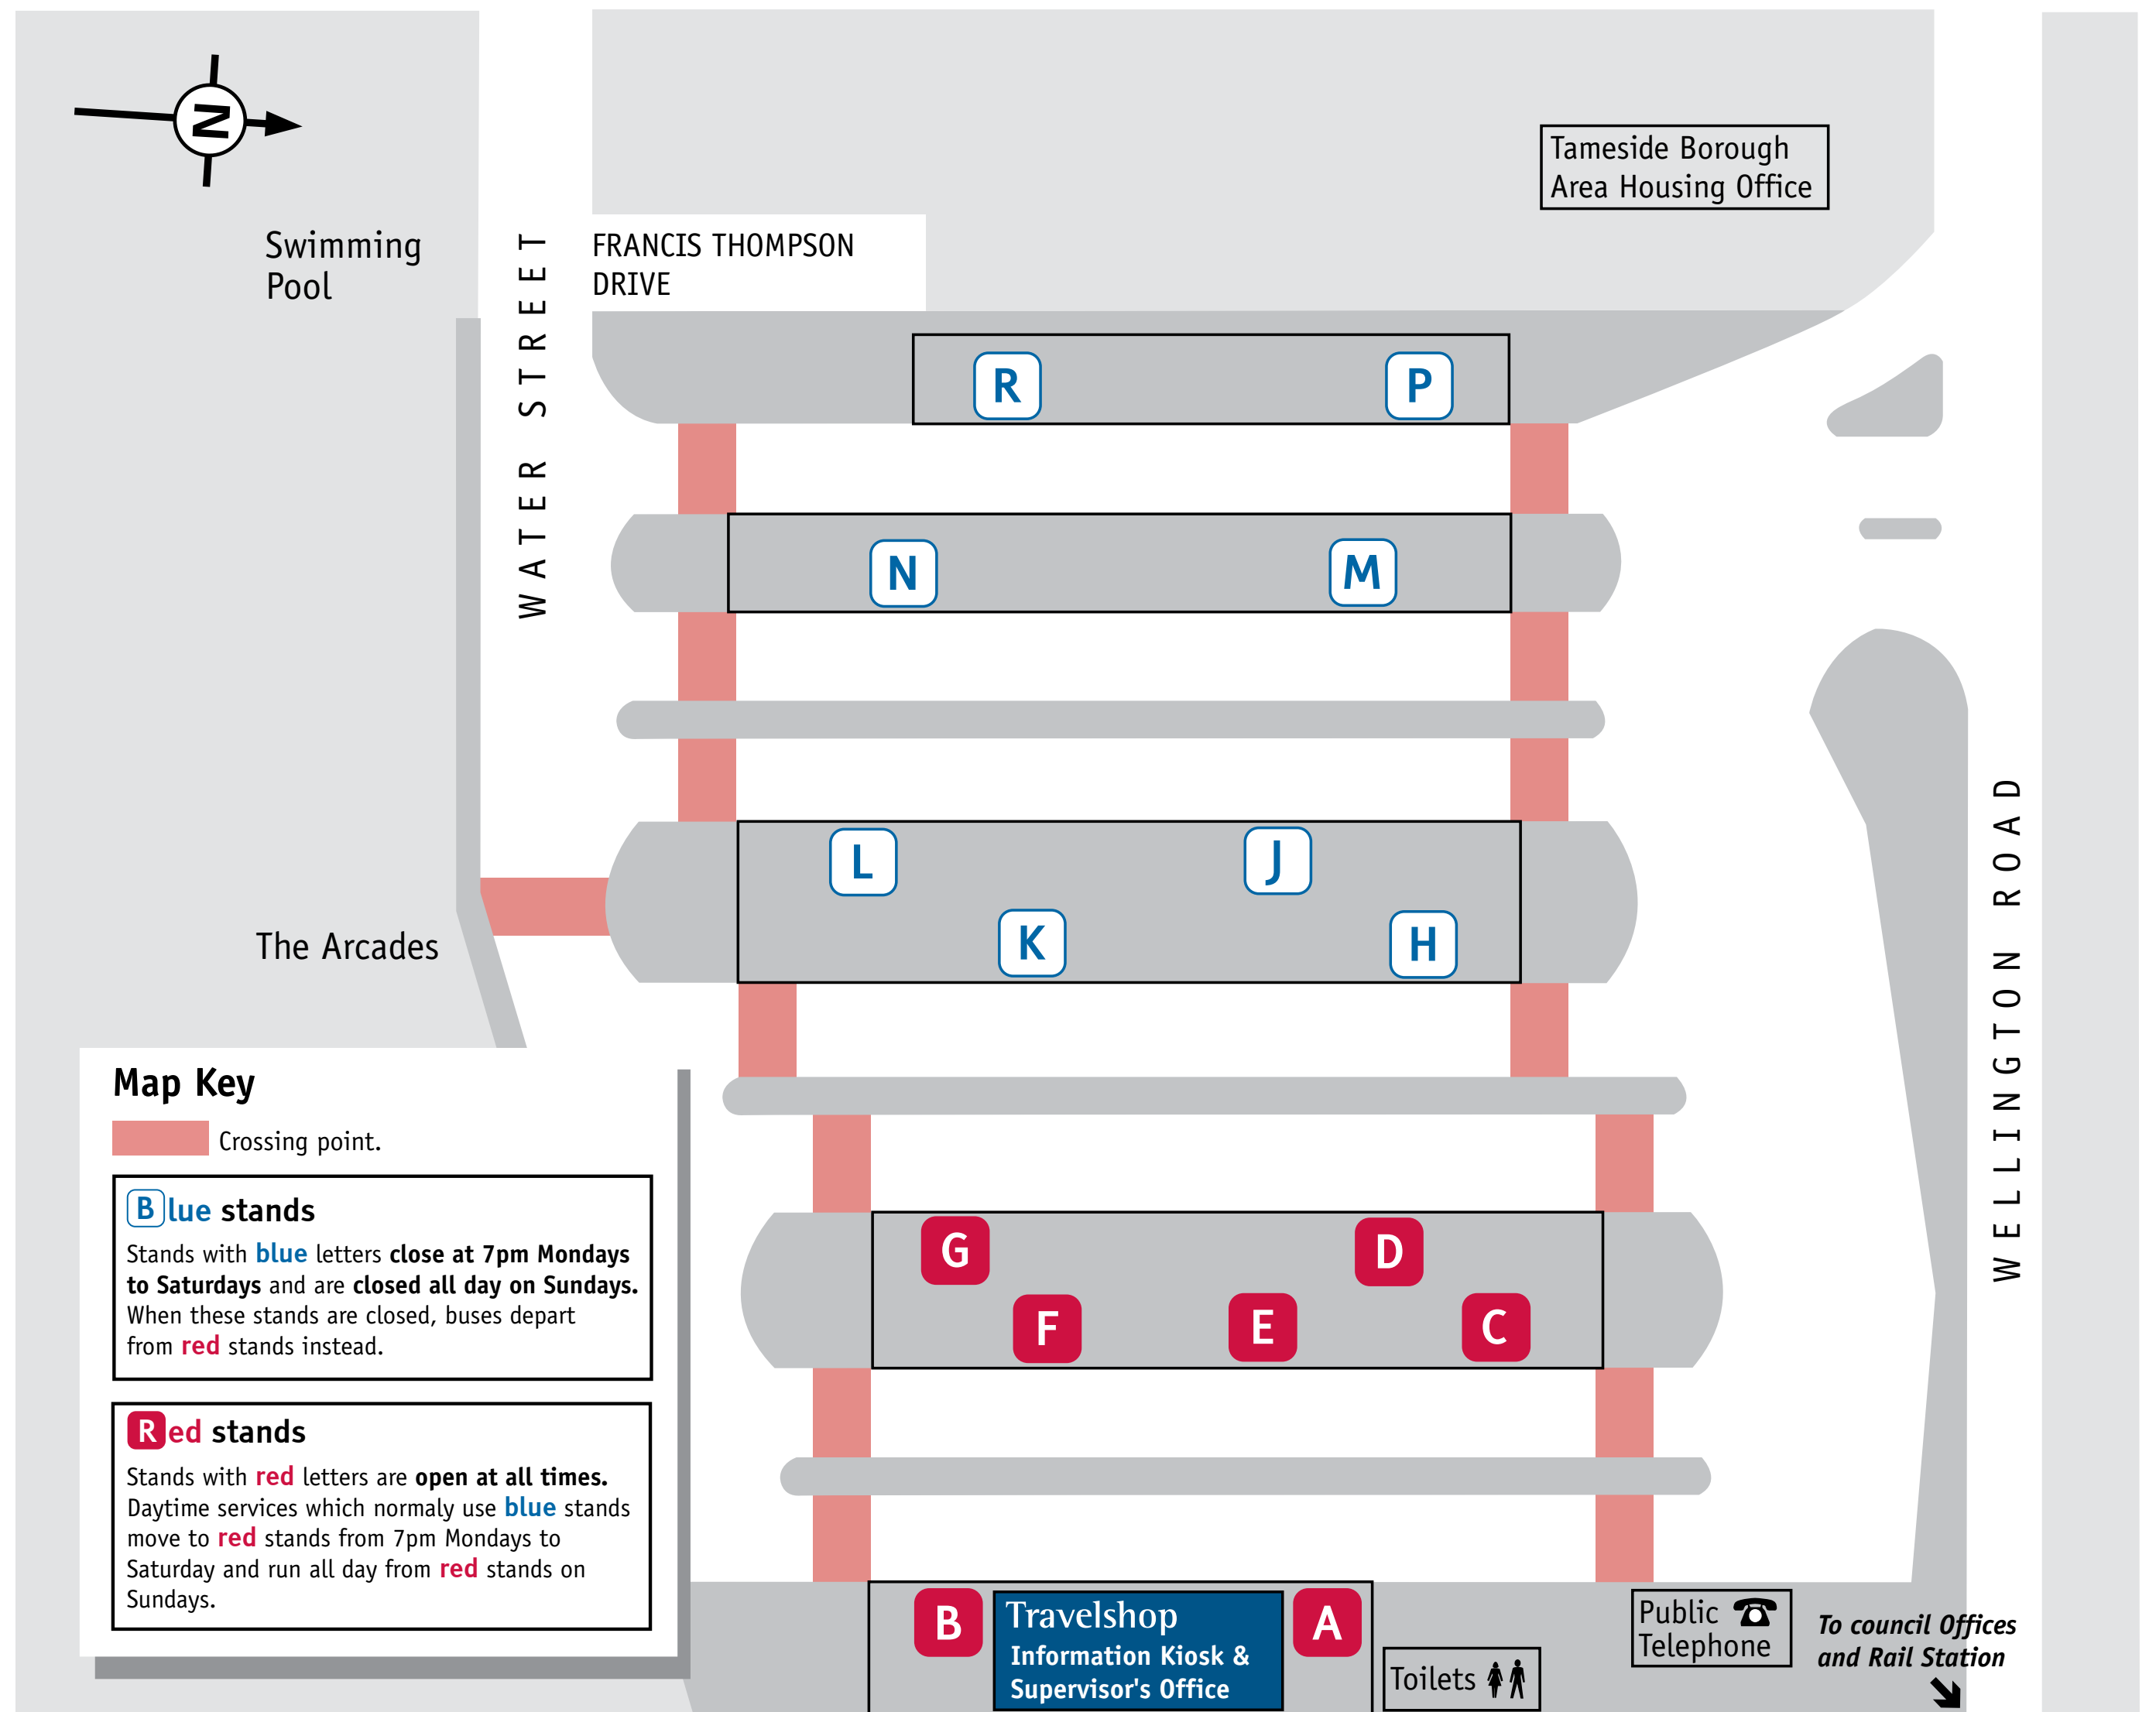 N
Tameside Borough
Area Housing Office
Swimming
Pool
WATER STREET
FRANCIS THOMPSON
DRIVE
R
P
N
M
L
J
K
H
The Arcades
WELLINGTON ROAD
Map Key
Crossing point.
Blue stands
Stands with blue letters close at 7pm Mondays
to Saturdays and are closed all day on Sundays.
When these stands are closed, buses depart
from red stands instead.
Red stands
Stands with red letters are open at all times.
Daytime services which normaly use blue stands
move to red stands from 7pm Mondays to
Saturday and run all day from red stands on
Sundays.
G
D
F
E
C
B
Travelshop
Information Kiosk &
Supervisor's Office
A
Toilets
Public
Telephone
To council Offices
and Rail Station